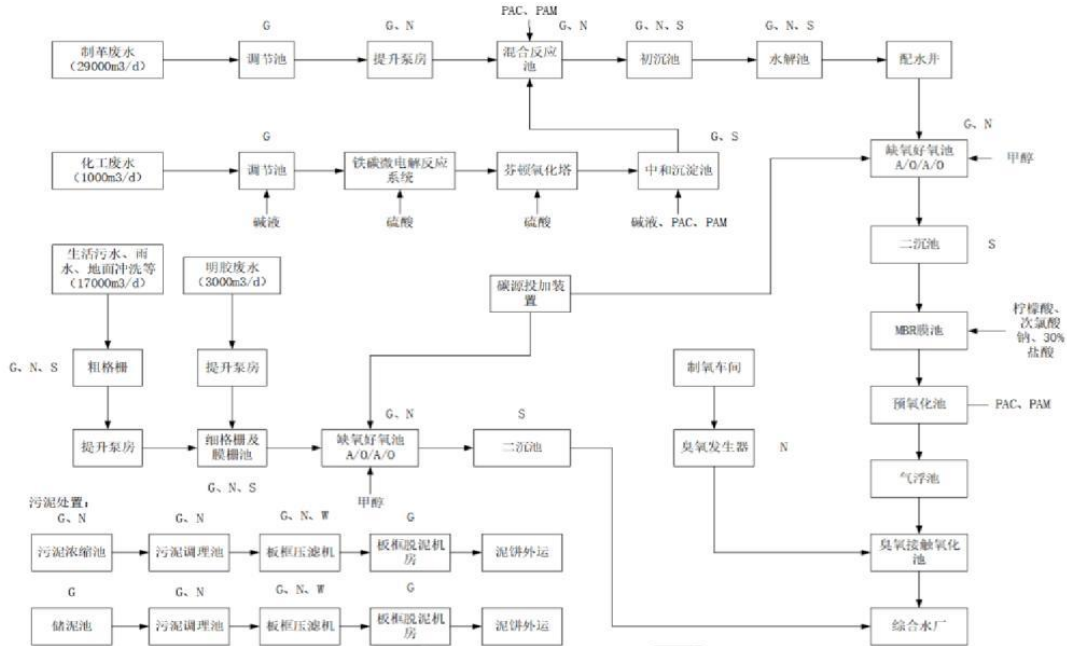 PAC、PAM
G
G、N
G、N
G、N、S
G、N、S
制革废水
(29000m3/d)
调节池
提升泵房
混合反应
池
初沉池
水解池
配水井
G
G、S
G、N
化工废水
(1000m3/d)
调节池
铁碳微电解反应
系统
芬顿氧化塔
中和沉淀池
缺氧好氧池
A/O/A/O
甲醇
碱液
硫酸
硫酸
碱液、PAC、PAM
生活污水、雨
水、地面冲洗等
(17000m3/d)
明胶废水
(3000m3/d)
碳源投加装
置
二沉池
S
MBR膜池
柠檬酸、
次氯酸
钠、30%
盐酸
G、N、S
粗格栅
提升泵房
制氧车间
预氧化池
PAC、PAM
G、N
S
提升泵房
细格栅及
膜栅池
缺氧好氧池
A/O/A/O
二沉池
臭氧发生器
N
气浮池
G、N、S
甲醇
污泥处置:
G、N
G、N
G、N、W
G
污泥浓缩池
污泥调理池
板框压滤机
板框脱泥机
房
泥饼外运
臭氧接触氧化
池
G
G、N
G、N、W
G
储泥池
污泥调理池
板框压滤机
板框脱泥机
房
泥饼外运
综合水厂